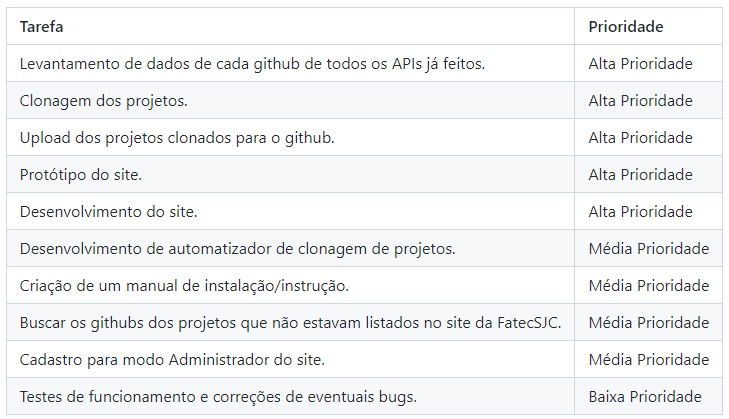 Tarefa Prioridade
Levantamento de dados de cada github de todos os APIs já feitos. Alta Prioridade
Clonagem dos projetos. Alta Prioridade
Upload dos projetos clonados para o github. Alta Prioridade
Protótipo do site. Alta Prioridade
Desenvolvimento do site. Alta Prioridade
Desenvolvimento de automatizador de clonagem de projetos. Média Prioridade
Criação de um manual de instalação/instrução. Média Prioridade
Buscar os githubs dos projetos que não estavam listados no site da FatecSJC. Média Prioridade
Cadastro para modo Administrador do site. Média Prioridade
Testes de funcionamento e correções de eventuais bugs. Baixa Prioridade